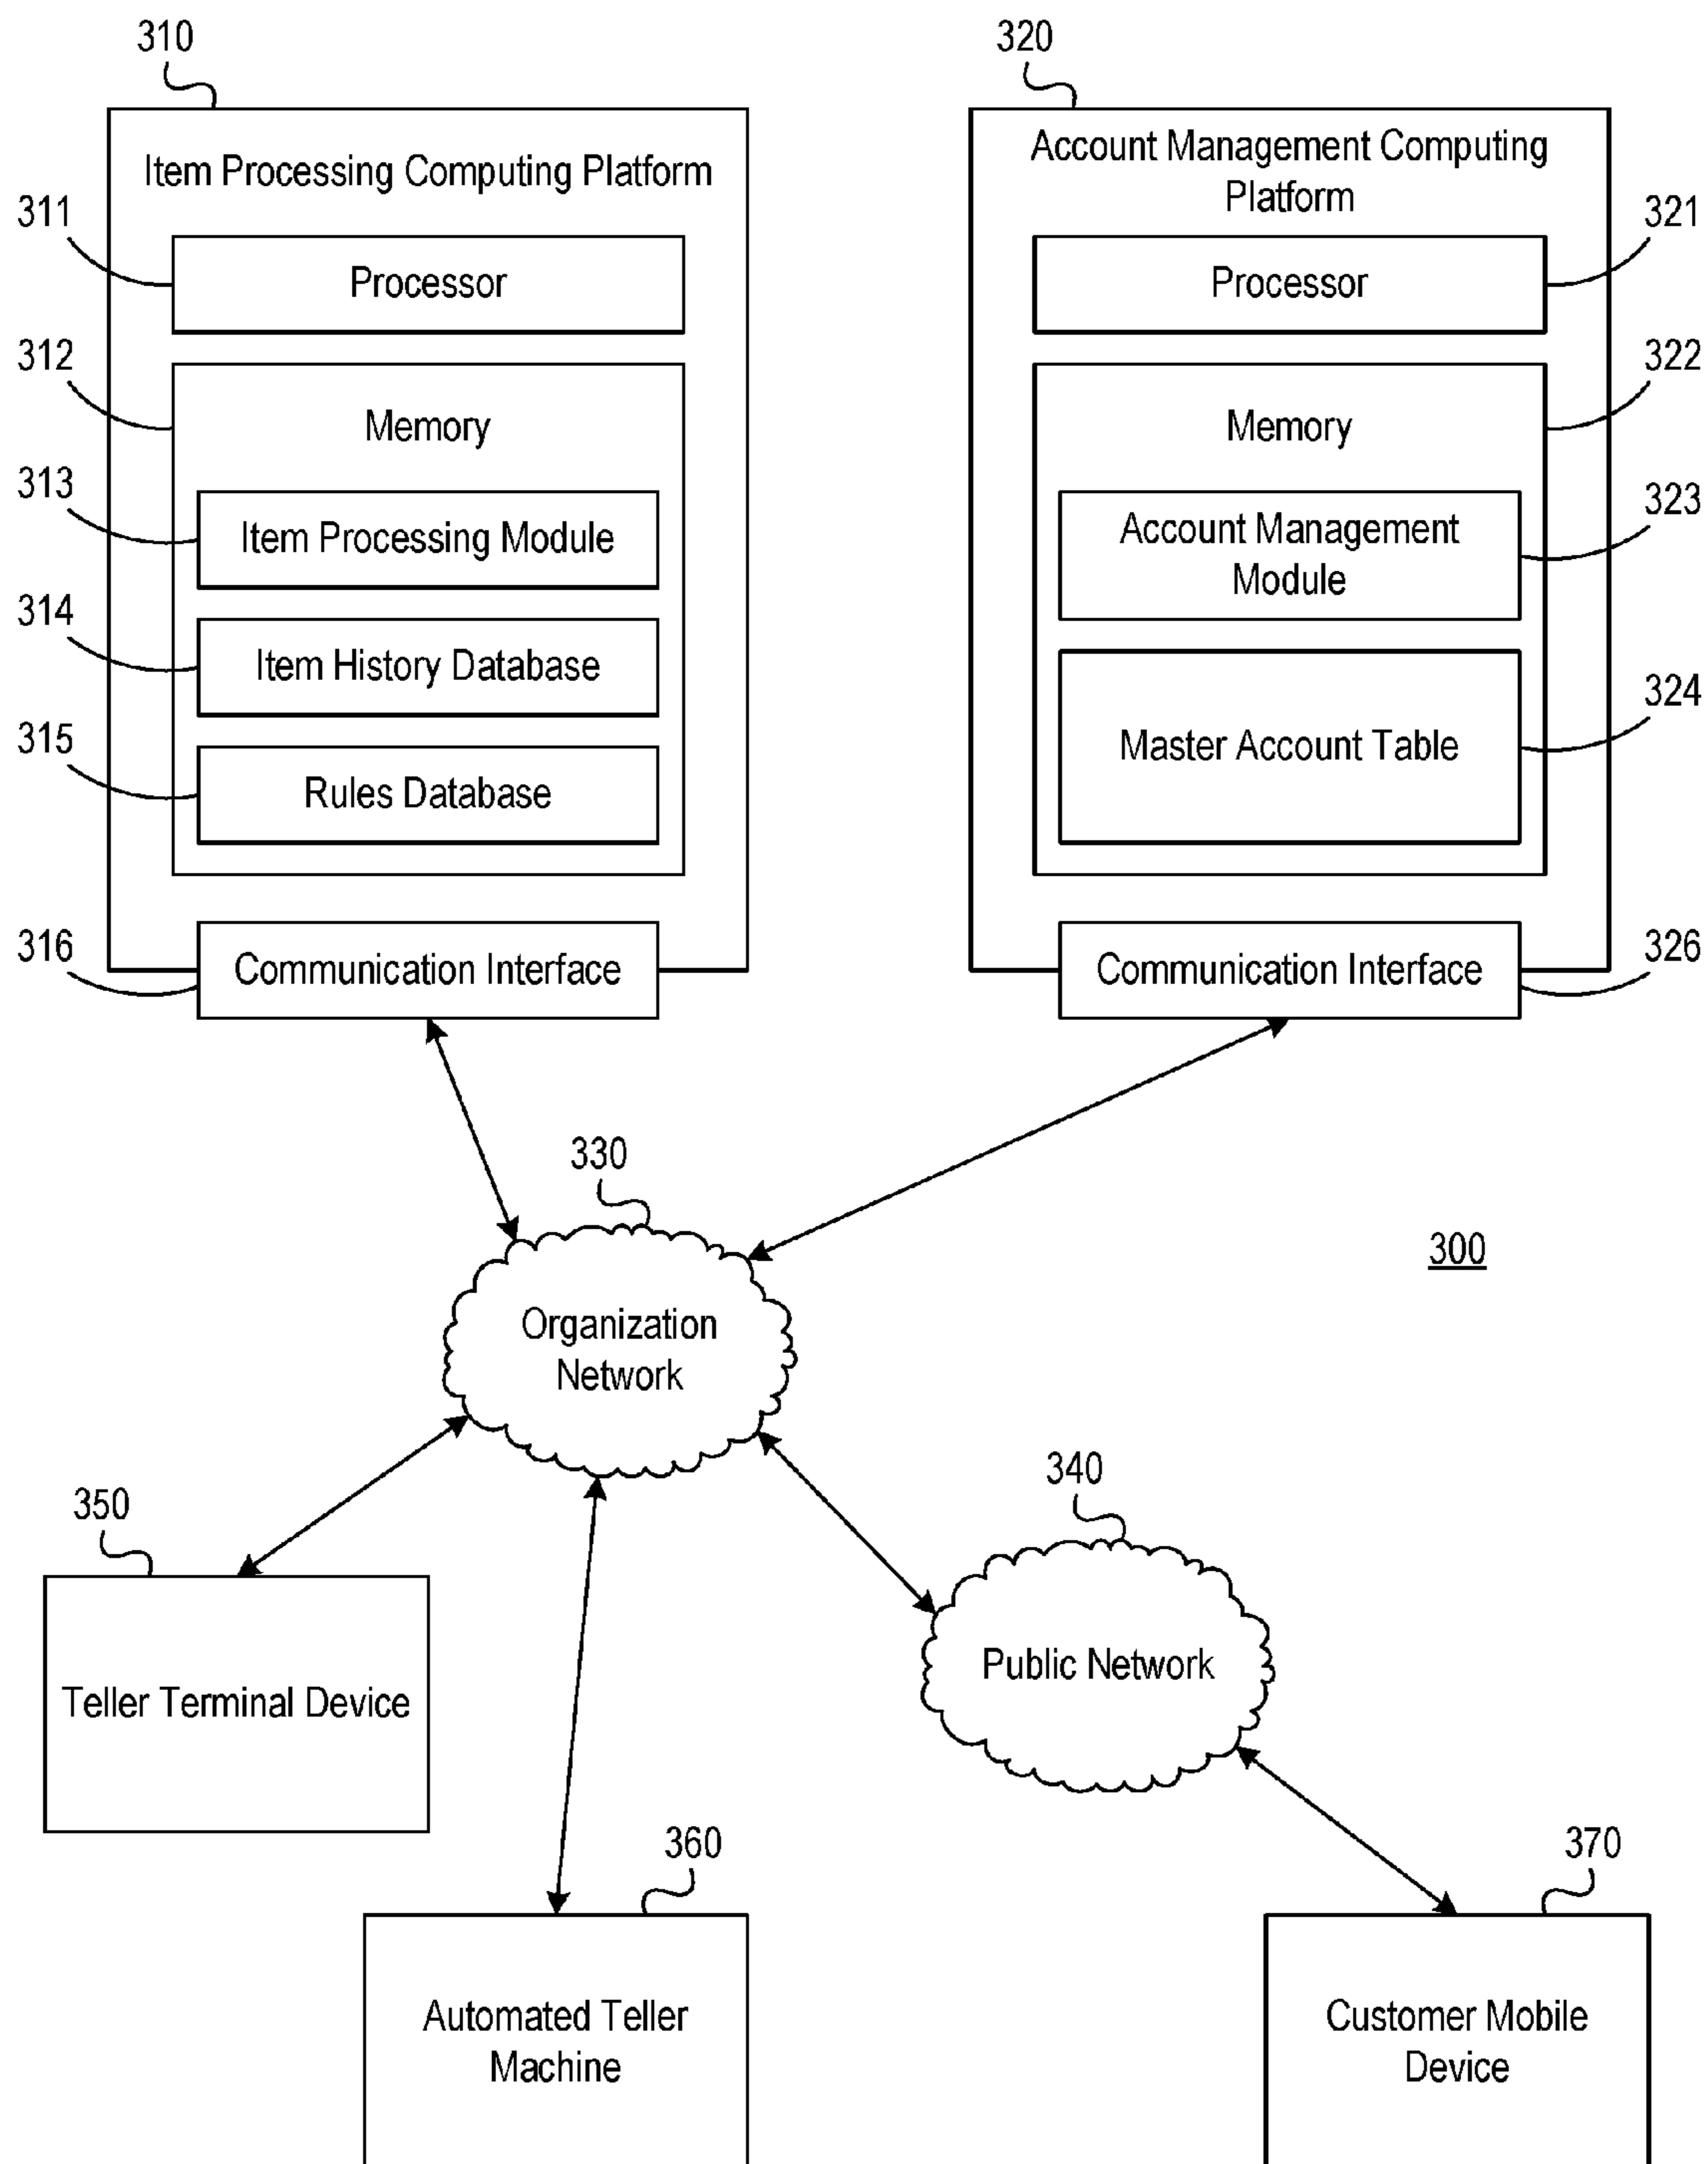 310
320
Item Processing Computing Platform
Account Management Computing
Platform
311
321
Processor
Processor
312
322
Memory
Memory
313
323
Item Processing Module
Account Management
Module
314
324
Item History Database
Master Account Table
315
Rules Database
316
326
Communication Interface
Communication Interface
330
300
Organization
Network
340
350
Public Network
Teller Terminal Device
360
370
Automated Teller
Machine
Customer Mobile
Device